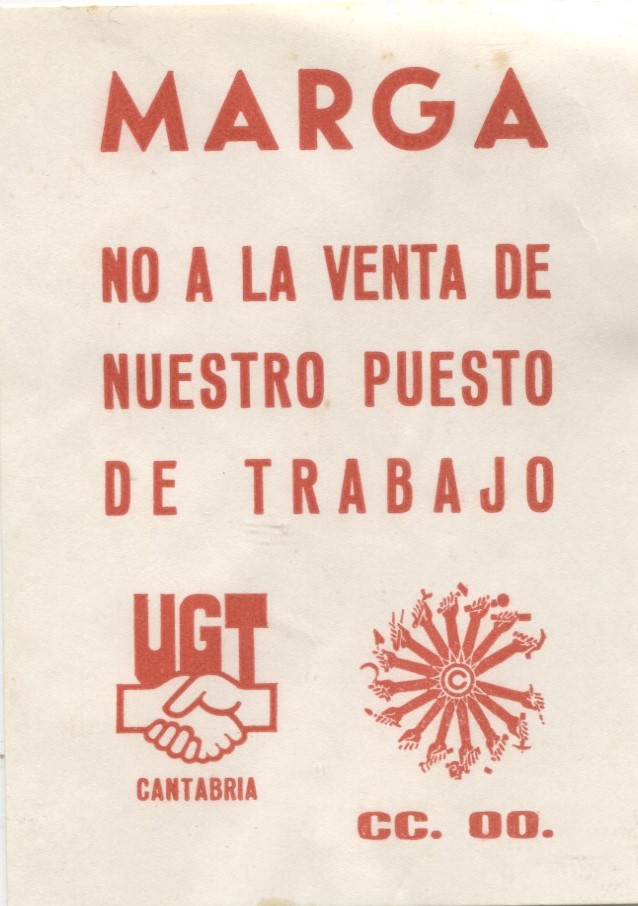 MARGA
NO A LA VENTA DE
NUESTRO PUESTO
DE TRABAJO
UGT
C
CANTABRIA
CC. OO.